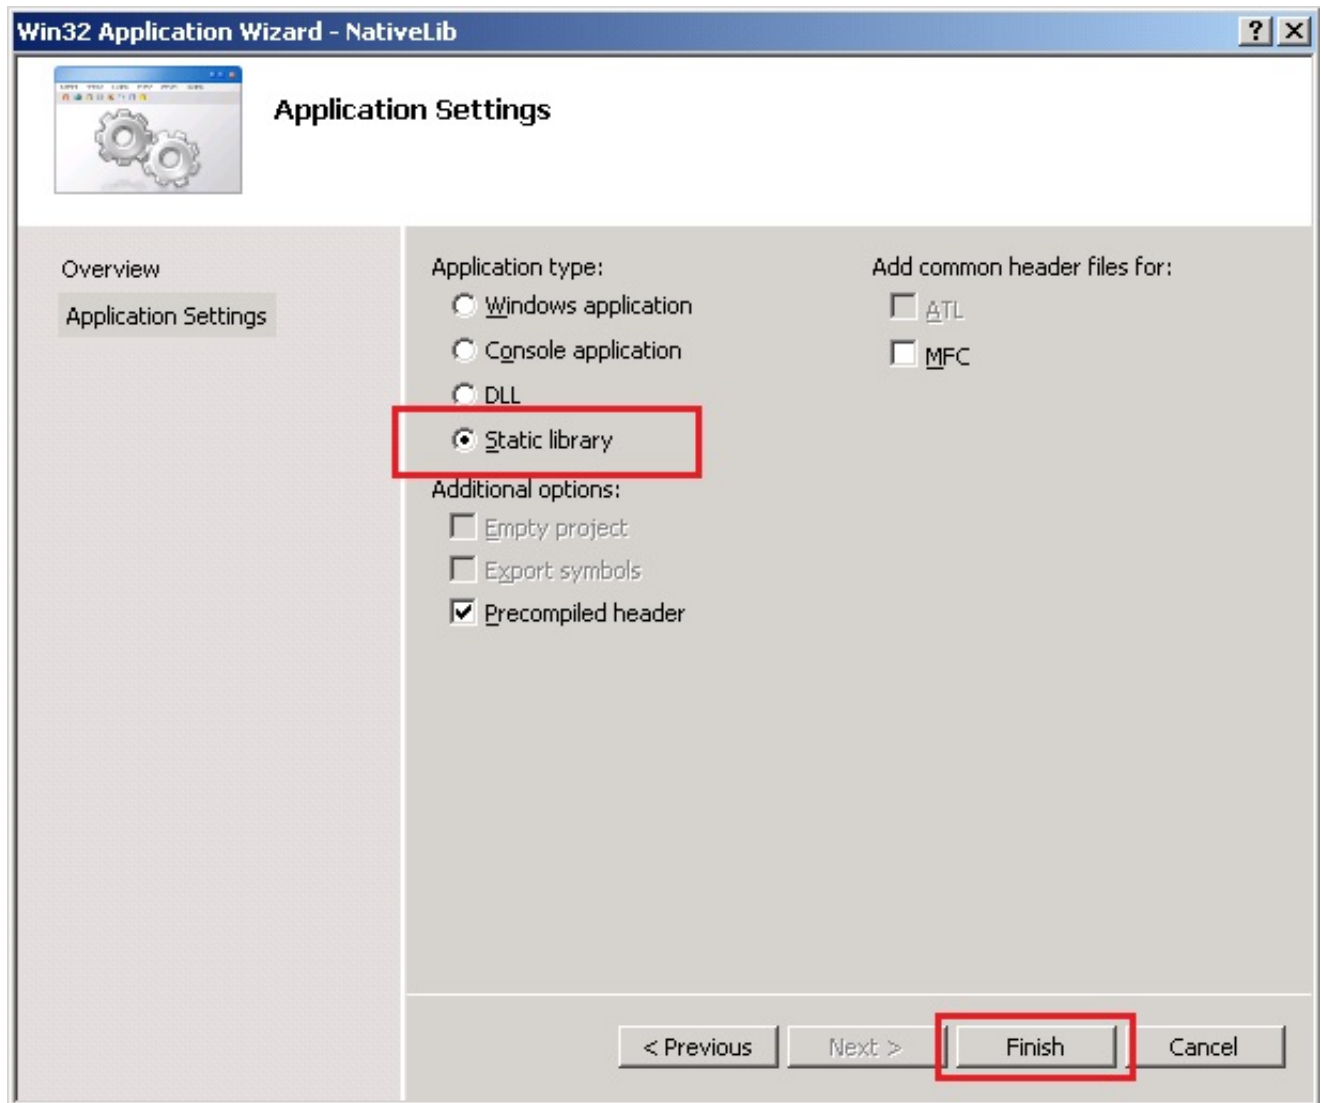 Win32 Application Wizard - NativeLib
Application Settings
Overview
Application Settings
Application type:
Windows application
Console application
DLL
Static library
Additional options:
Empty project
Export symbols
Precompiled header
Add common header files for:
ATL
MFC
< Previous
Next >
Finish
Cancel